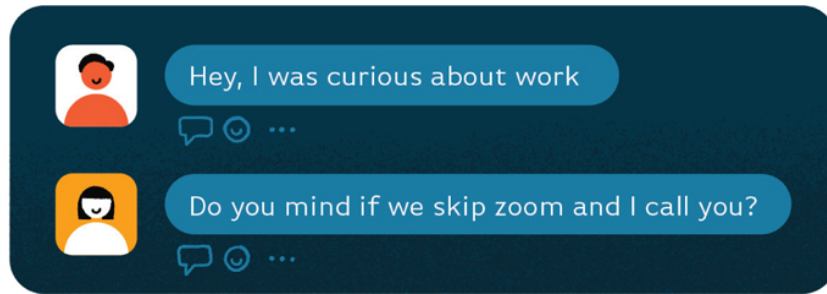 Hey, I was curious about work
Do you mind if we skip zoom and I call you?